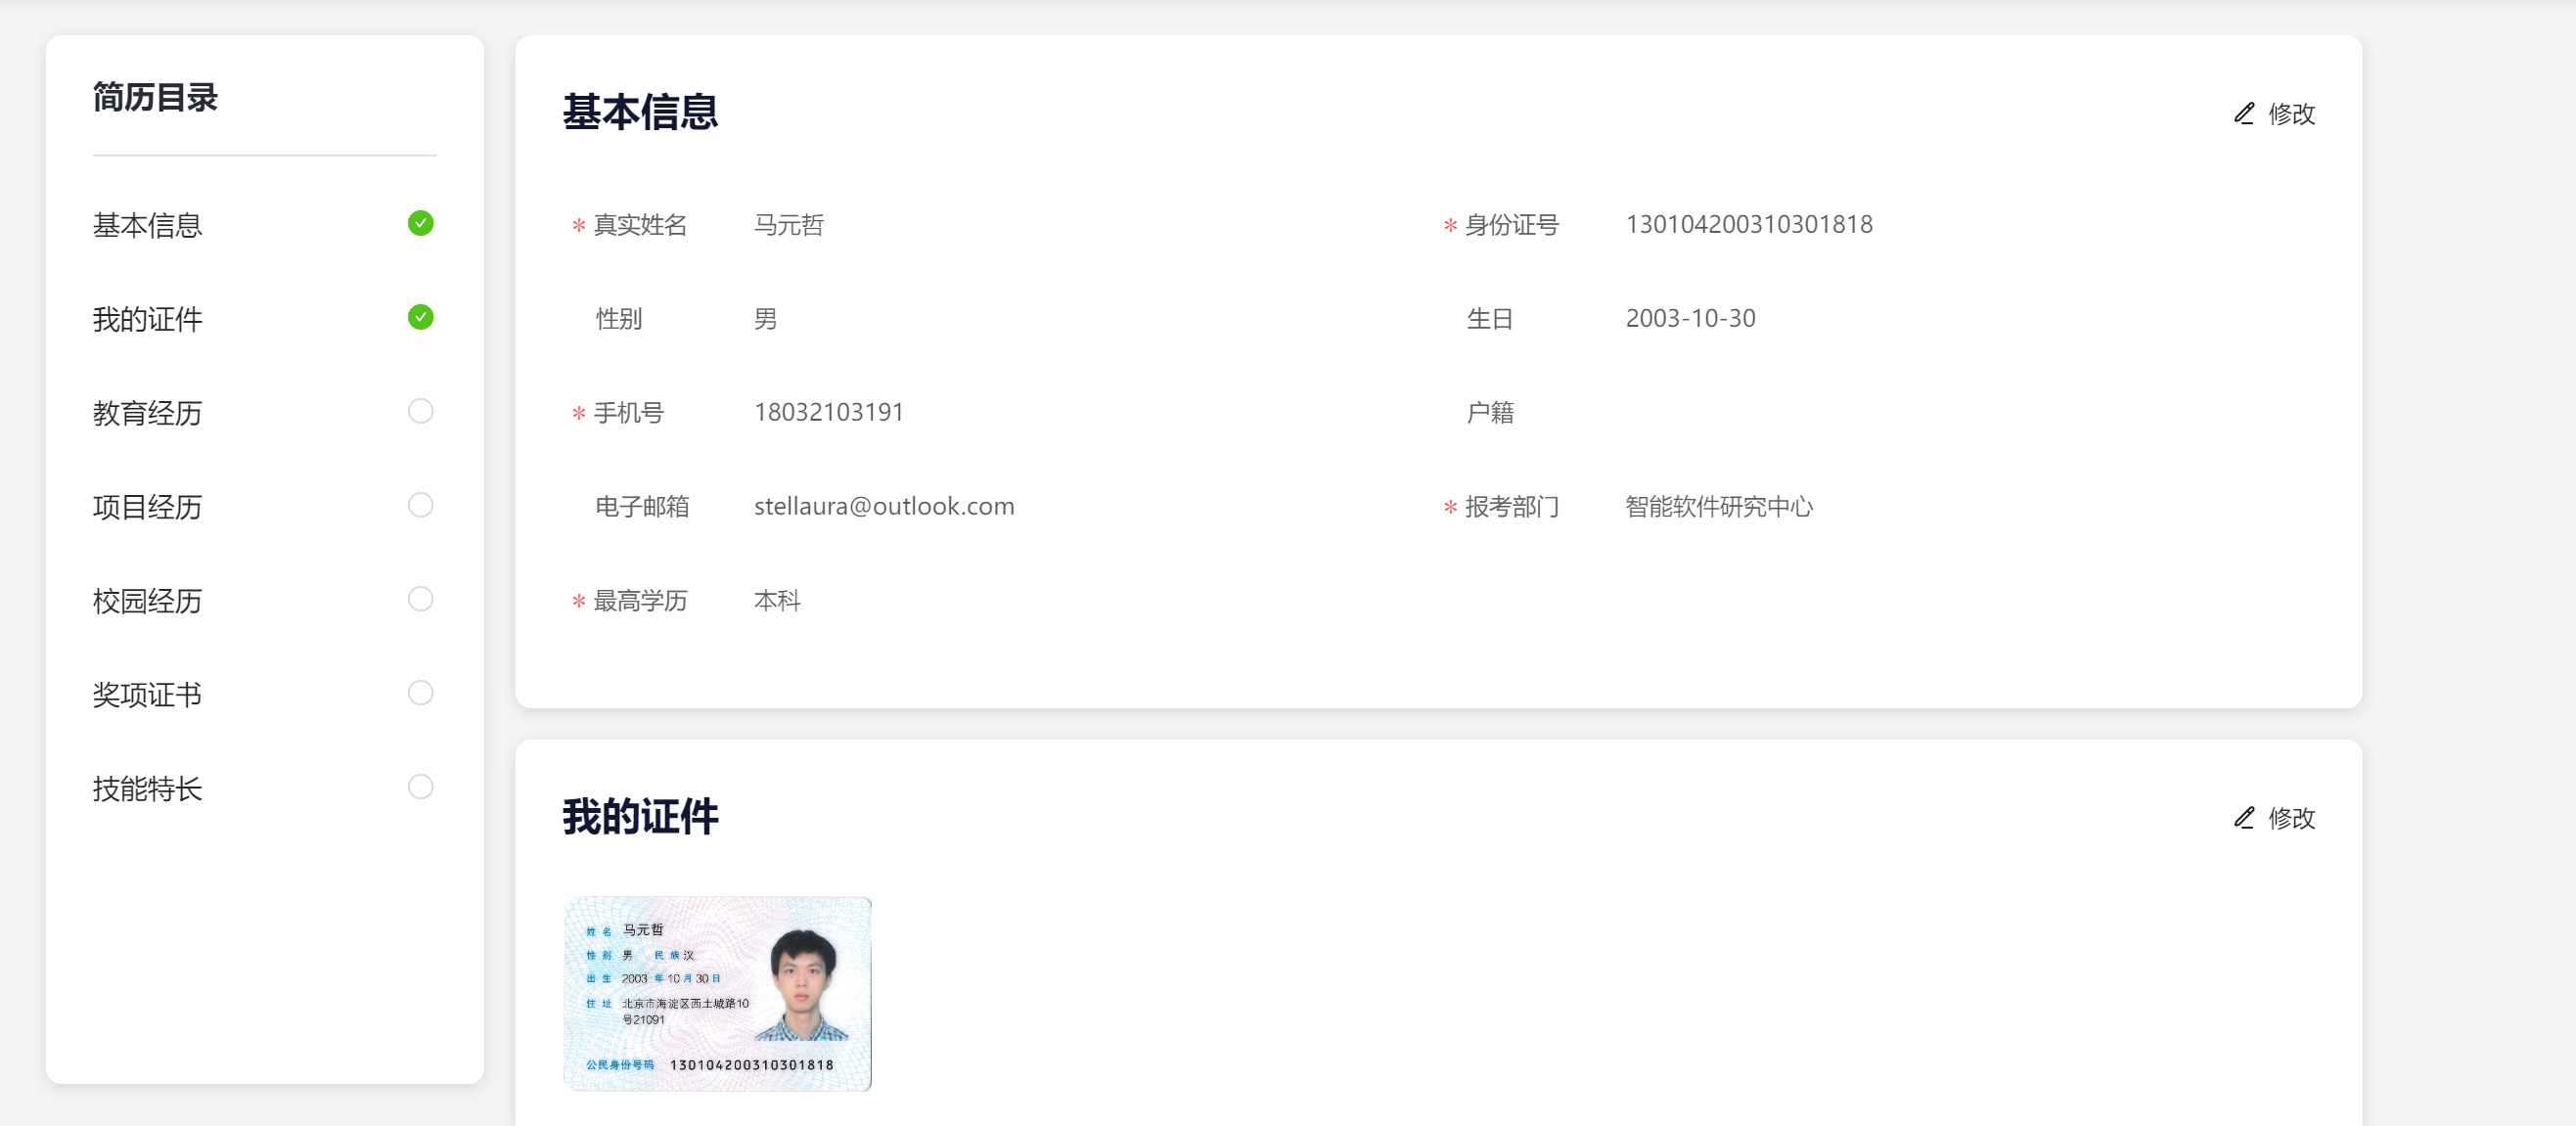 简历目录
基本信息
我的证件
教育经历
项目经历
校园经历
奖项证书
技能特长
基本信息
修改
* 真实姓名 马元哲 * 身份证号 130104200310301818
性别 男 生日 2003-10-30
* 手机号 18032103191 户籍
电子邮箱 stellaura@outlook.com * 报考部门 智能软件研究中心
* 最高学历 本科
我的证件
修改
姓名 马元哲
性别 男 民族 汉
出生 2003 年 10 月 30 日
住址 北京市海淀区西土城路10
号21091
公民身份号码 130104200310301818